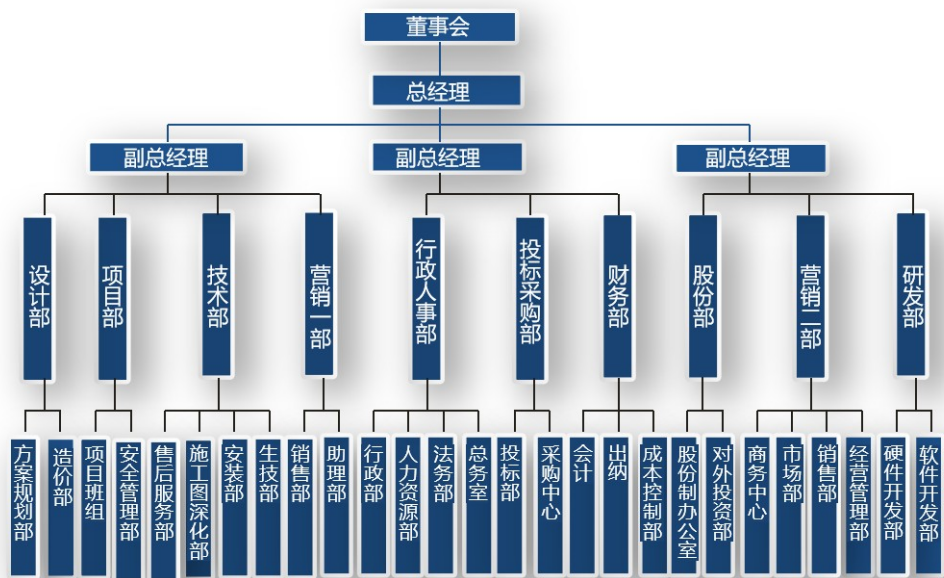 董事会
总经理
副总经理
副总经理
副总经理
设计部
项目部
技术部
营销一部
行政人事部
投标采购部
财务部
股份部
营销二部
研发部
方案规划部
造价部
项目班组
安全管理部
售后服务部
施工图深化部
安装部
生技部
销售部
助理部
行政部
人力资源部
法务部
总务室
投标部
采购中心
会计
出纳
成本控制部
股份制办公室
对外投资部
商务中心
市场部
销售部
经营管理部
硬件开发部
软件开发部